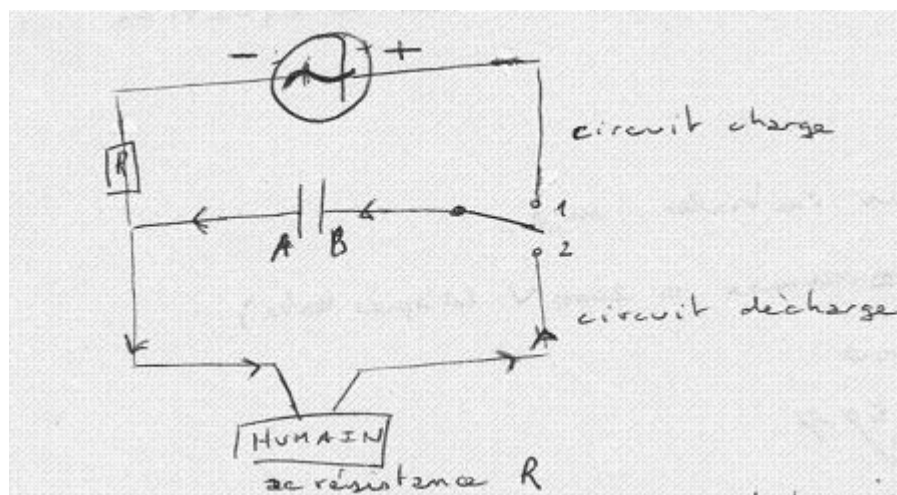 - +
circuit charge
R
1
A B
2
circuit décharge
HUMAIN
résistance R